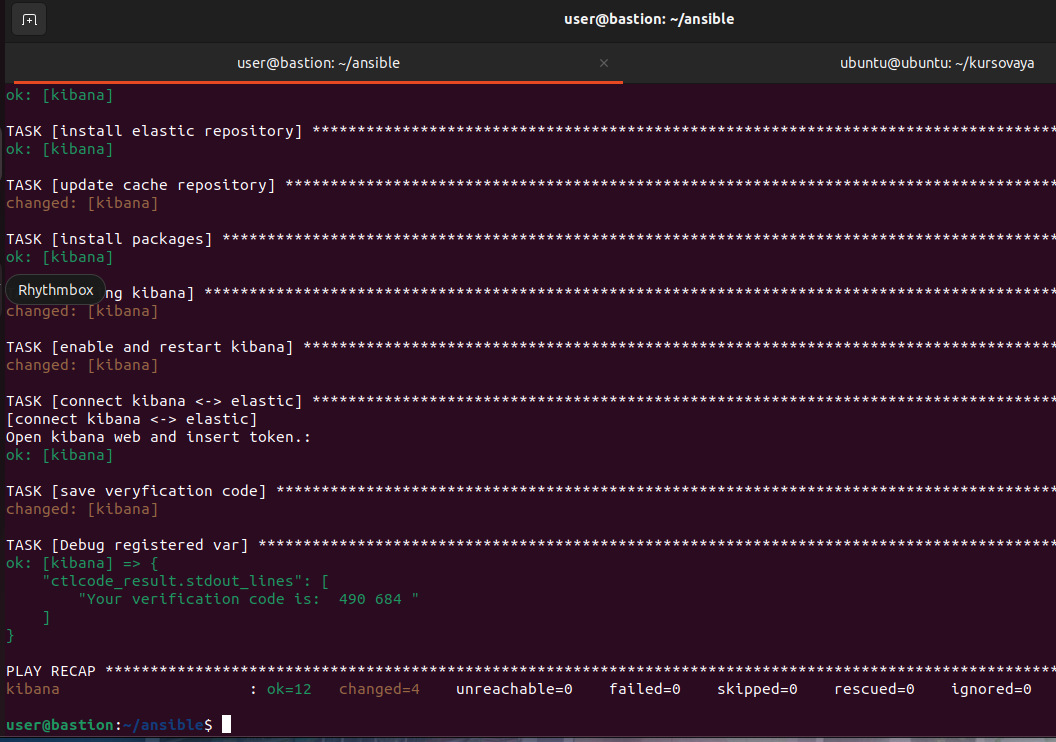 user@bastion: ~/ansible
user@bastion: ~/ansible × ubuntu@ubuntu: ~/kursovaya
ok: [kibana]
TASK [install elastic repository] ***********************************************************************************
ok: [kibana]
TASK [update cache repository] **************************************************************************************
changed: [kibana]
TASK [install packages] *********************************************************************************************
ok: [kibana]
Rhythmbox ng kibana] ***********************************************************************************************
changed: [kibana]
TASK [enable and restart kibana] ************************************************************************************
changed: [kibana]
TASK [connect kibana <-> elastic] ***********************************************************************************
[connect kibana <-> elastic]
Open kibana web and insert token.:
ok: [kibana]
TASK [save veryfication code] ***************************************************************************************
changed: [kibana]
TASK [Debug registered var] *****************************************************************************************
ok: [kibana] => {
    "ctlcode_result.stdout_lines": [
        "Your verification code is:  490 684 "
    ]
}
PLAY RECAP **********************************************************************************************************
kibana                     : ok=12   changed=4    unreachable=0    failed=0    skipped=0    rescued=0    ignored=0
user@bastion:~/ansible$